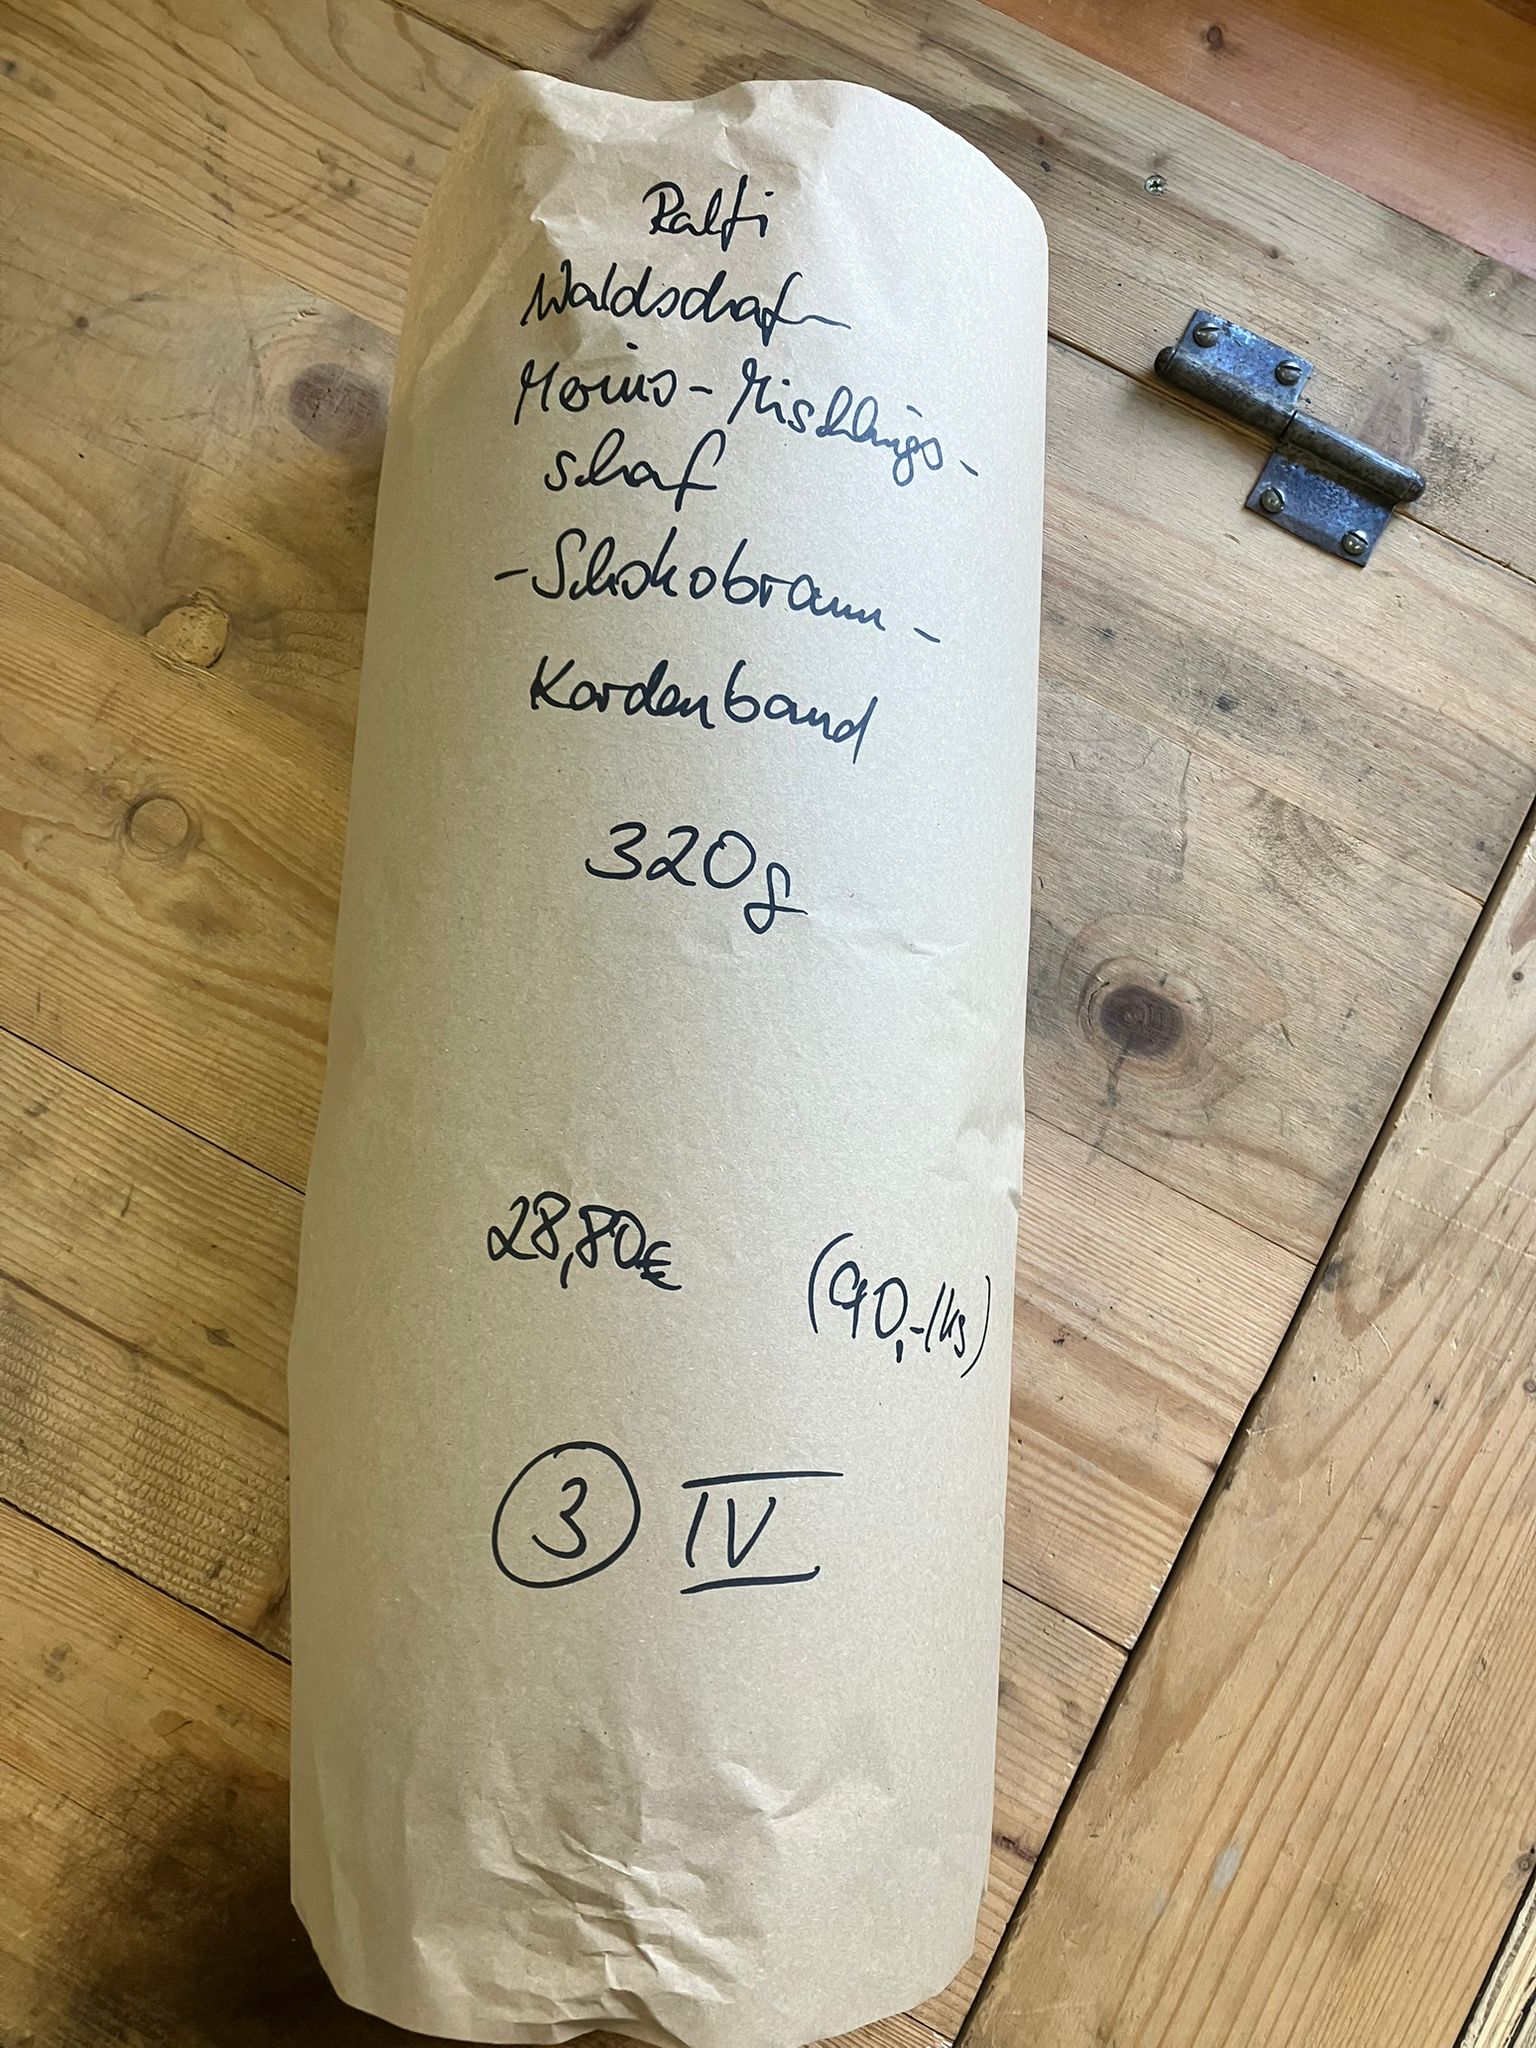 Ralfi
Waldschaf-
Merino-Mischlings-
schaf
-Schokobraun-
Kardenband
320g
28,80€ (90,-/kg)
3 IV